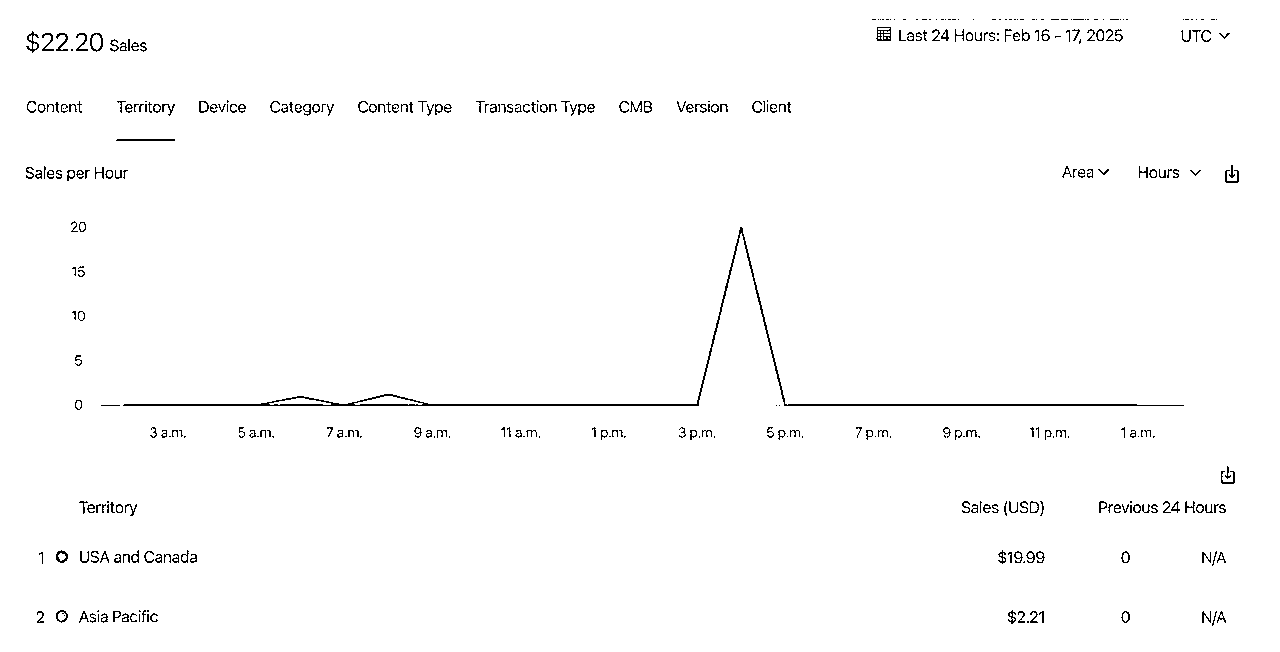 $22.20 Sales
Last 24 Hours: Feb 16 - 17, 2025 UTC
Content Territory Device Category Content Type Transaction Type CMB Version Client
Sales per Hour Area Hours
20
15
10
5
0
3 a.m. 5 a.m. 7 a.m. 9 a.m. 11 a.m. 1 p.m. 3 p.m. 5 p.m. 7 p.m. 9 p.m. 11 p.m. 1 a.m.
Territory Sales (USD) Previous 24 Hours
1 USA and Canada $19.99 0 N/A
2 Asia Pacific $2.21 0 N/A